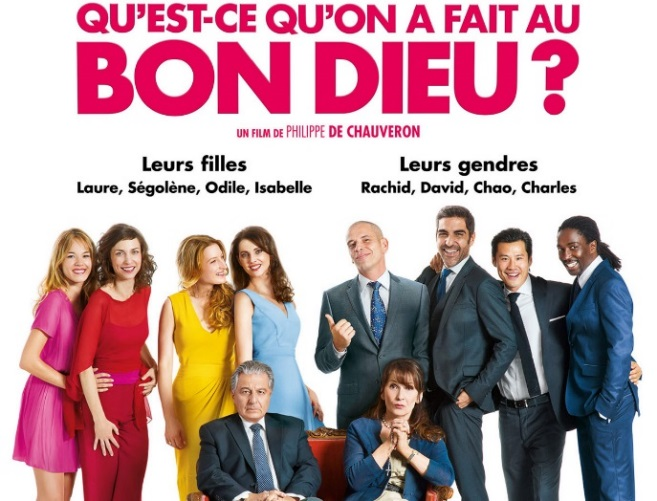 QU'EST-CE QU'ON A FAIT AU
BON DIEU ?
UN FILM DE PHILIPPE DE CHAUVERON
Leurs filles
Laure, Ségolène, Odile, Isabelle
Leurs gendres
Rachid, David, Chao, Charles